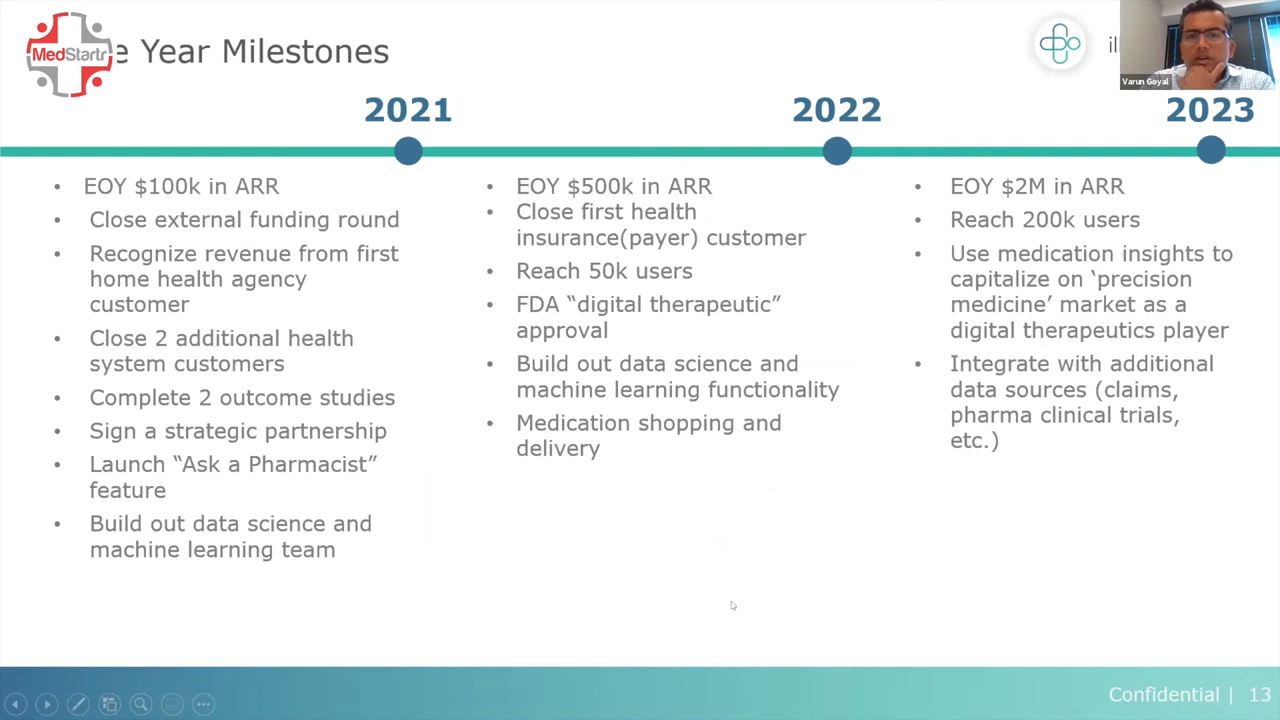 MedStartr
e Year Milestones
il
Varun Goyal
2021
2022
2023
• EOY $100k in ARR
• Close external funding round
• Recognize revenue from first
home health agency
customer
• Close 2 additional health
system customers
• Complete 2 outcome studies
• Sign a strategic partnership
• Launch “Ask a Pharmacist”
feature
• Build out data science and
machine learning team
• EOY $500k in ARR
• Close first health
insurance(payer) customer
• Reach 50k users
• FDA “digital therapeutic”
approval
• Build out data science and
machine learning functionality
• Medication shopping and
delivery
• EOY $2M in ARR
• Reach 200k users
• Use medication insights to
capitalize on ‘precision
medicine’ market as a
digital therapeutics player
• Integrate with additional
data sources (claims,
pharma clinical trials,
etc.)
Confidential | 13